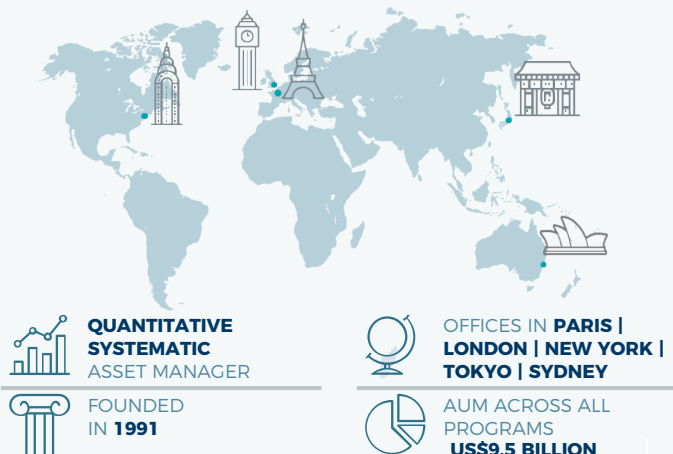 QUANTITATIVE
SYSTEMATIC
ASSET MANAGER
OFFICES IN PARIS |
LONDON | NEW YORK |
TOKYO | SYDNEY
FOUNDED
IN 1991
AUM ACROSS ALL
PROGRAMS
US$9.5 BILLION